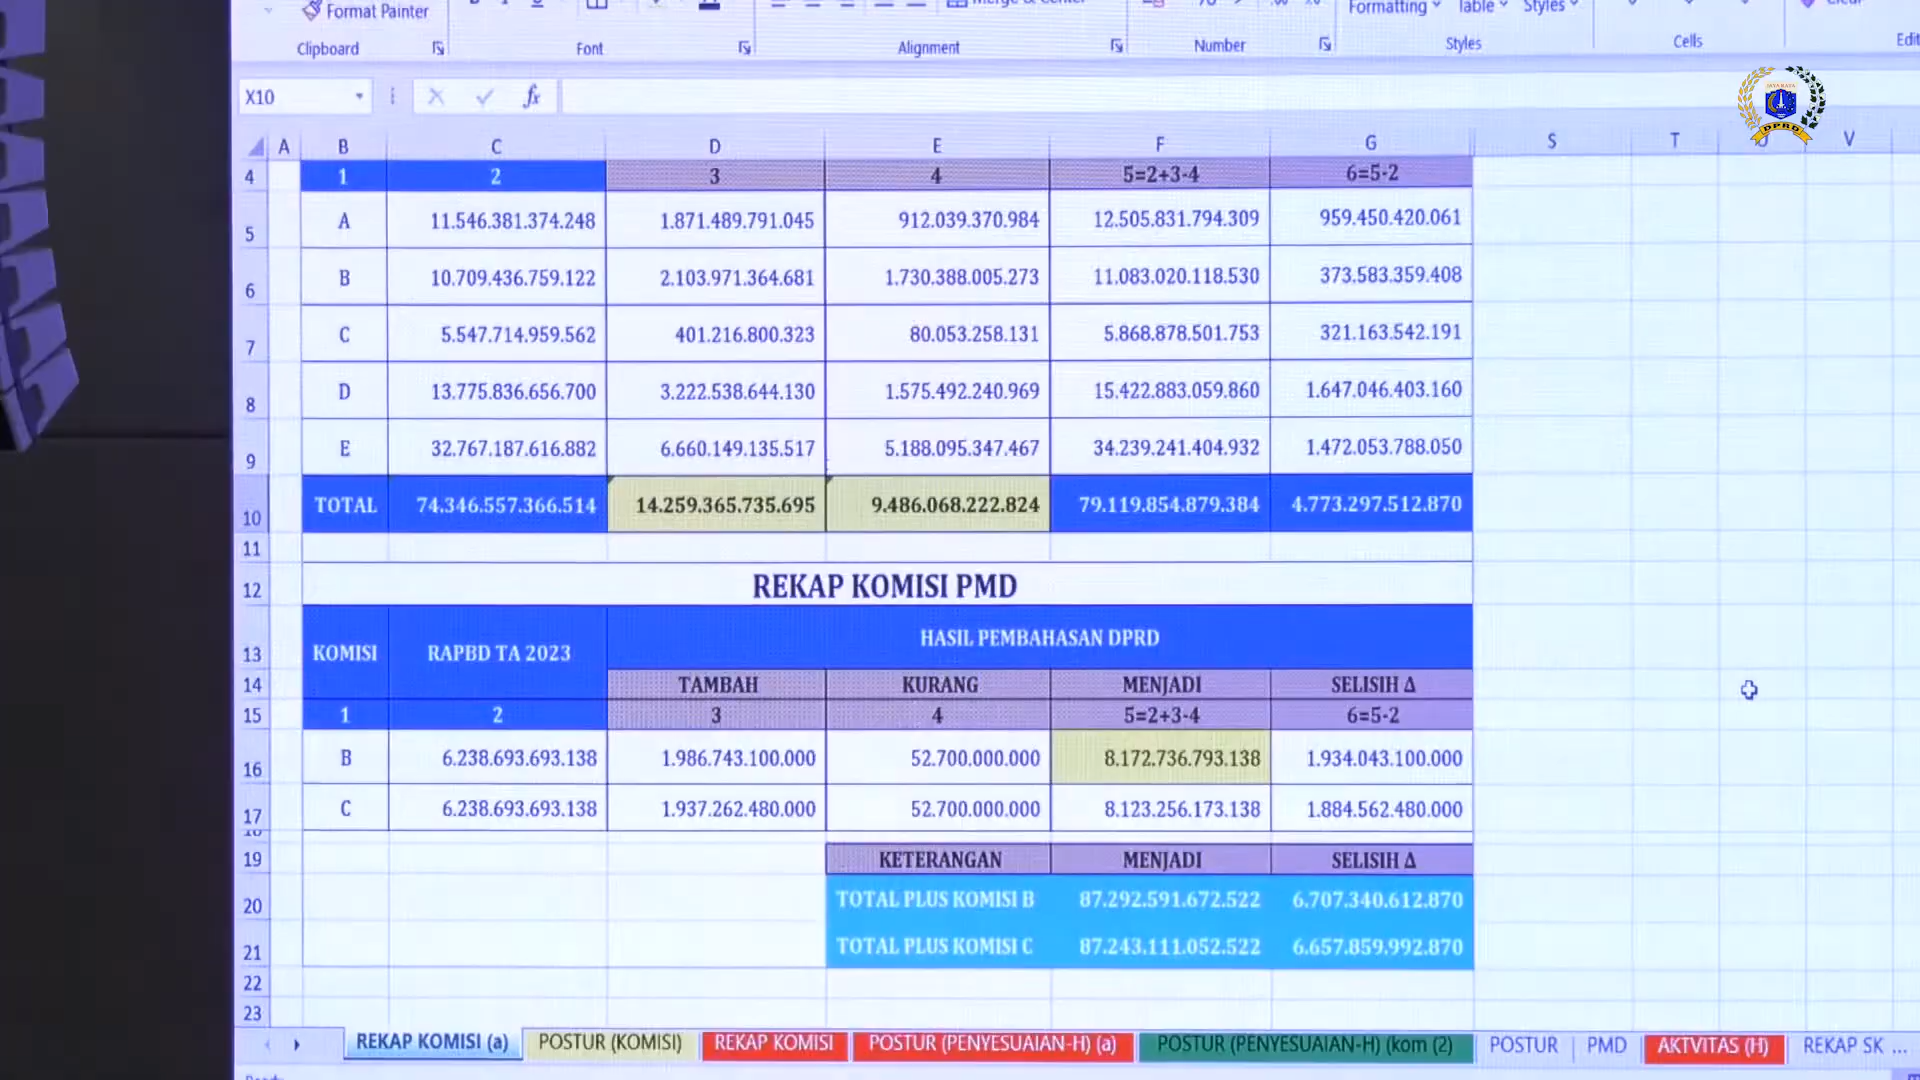 Format Painter
Formatting Table Styles
Clipboard Font Alignment Number Styles Cells
X10 fx
JAYA RAYA
DPRD
A B C D E F G S T U V
4 1 2 3 4 5=2+3-4 6=5-2
5 A 11.546.381.374.248 1.871.489.791.045 912.039.370.984 12.505.831.794.309 959.450.420.061
6 B 10.709.436.759.122 2.103.971.364.681 1.730.388.005.273 11.083.020.118.530 373.583.359.408
7 C 5.547.714.959.562 401.216.800.323 80.053.258.131 5.868.878.501.753 321.163.542.191
8 D 13.775.836.656.700 3.222.538.644.130 1.575.492.240.969 15.422.883.059.860 1.647.046.403.160
9 E 32.767.187.616.882 6.660.149.135.517 5.188.095.347.467 34.239.241.404.932 1.472.053.788.050
10 TOTAL 74.346.557.366.514 14.259.365.735.695 9.486.068.222.824 79.119.854.879.384 4.773.297.512.870
11
12 REKAP KOMISI PMD
13 KOMISI RAPBD TA 2023 HASIL PEMBAHASAN DPRD
14 TAMBAH KURANG MENJADI SELISIH Δ
15 1 2 3 4 5=2+3-4 6=5-2
16 B 6.238.693.693.138 1.986.743.100.000 52.700.000.000 8.172.736.793.138 1.934.043.100.000
17 C 6.238.693.693.138 1.937.262.480.000 52.700.000.000 8.123.256.173.138 1.884.562.480.000
19 KETERANGAN MENJADI SELISIH Δ
20 TOTAL PLUS KOMISI B 87.292.591.672.522 6.707.340.612.870
21 TOTAL PLUS KOMISI C 87.243.111.052.522 6.657.859.992.870
22
23
REKAP KOMISI (a) POSTUR (KOMISI) REKAP KOMISI POSTUR (PENYESUAIAN-H) (a) POSTUR (PENYESUAIAN-H) (kom (2) POSTUR PMD AKTVITAS (H) REKAP SK ...